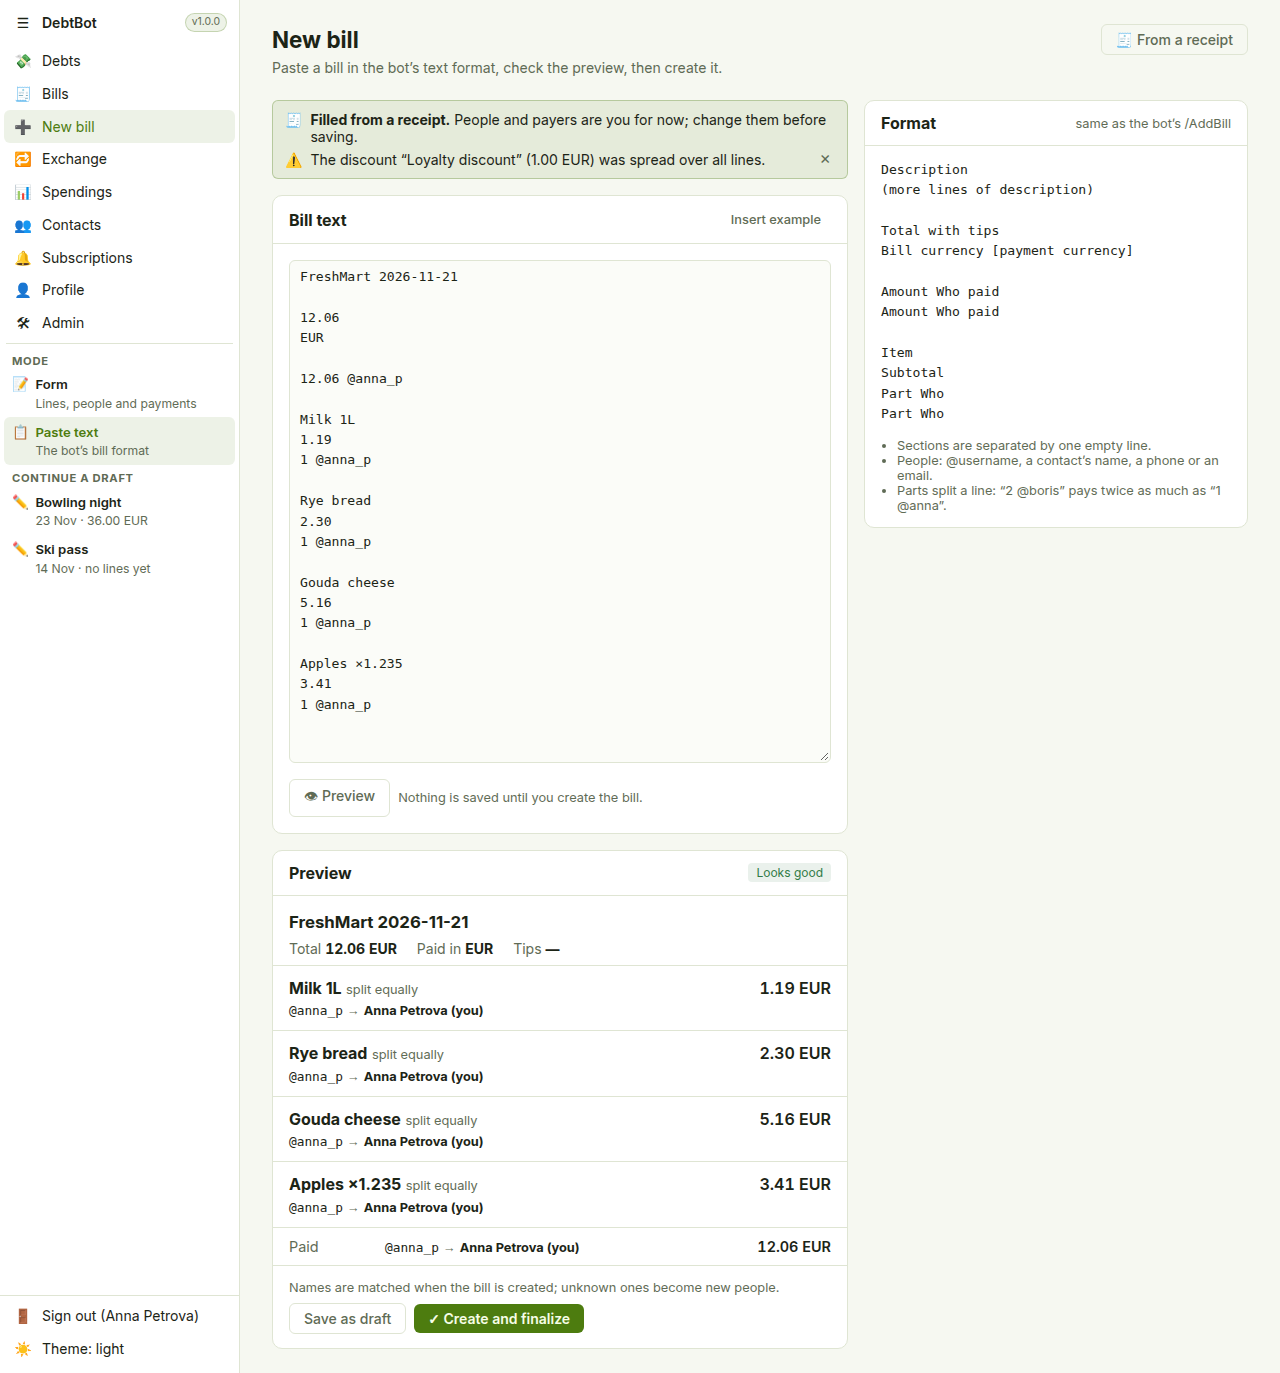 ☰ DebtBot v1.0.0
Debts
Bills
New bill
Exchange
Spendings
Contacts
Subscriptions
Profile
Admin
MODE
Form
Lines, people and payments
Paste text
The bot's bill format
CONTINUE A DRAFT
Bowling night
23 Nov · 36.00 EUR
Ski pass
14 Nov · no lines yet
Sign out (Anna Petrova)
Theme: light
New bill
From a receipt
Paste a bill in the bot's text format, check the preview, then create it.
Filled from a receipt. People and payers are you for now; change them before
saving.
The discount “Loyalty discount” (1.00 EUR) was spread over all lines. ×
Bill text
Insert example
FreshMart 2026-11-21
12.06
EUR
12.06 @anna_p
Milk 1L
1.19
1 @anna_p
Rye bread
2.30
1 @anna_p
Gouda cheese
5.16
1 @anna_p
Apples ×1.235
3.41
1 @anna_p
Preview
Nothing is saved until you create the bill.
Preview
Looks good
FreshMart 2026-11-21
Total 12.06 EUR Paid in EUR Tips —
Milk 1L split equally 1.19 EUR
@anna_p → Anna Petrova (you)
Rye bread split equally 2.30 EUR
@anna_p → Anna Petrova (you)
Gouda cheese split equally 5.16 EUR
@anna_p → Anna Petrova (you)
Apples ×1.235 split equally 3.41 EUR
@anna_p → Anna Petrova (you)
Paid @anna_p → Anna Petrova (you) 12.06 EUR
Names are matched when the bill is created; unknown ones become new people.
Save as draft
✓ Create and finalize
Format
same as the bot's /AddBill
Description
(more lines of description)
Total with tips
Bill currency [payment currency]
Amount Who paid
Amount Who paid
Item
Subtotal
Part Who
Part Who
• Sections are separated by one empty line.
• People: @username, a contact's name, a phone or an
email.
• Parts split a line: “2 @boris” pays twice as much as “1
@anna”.